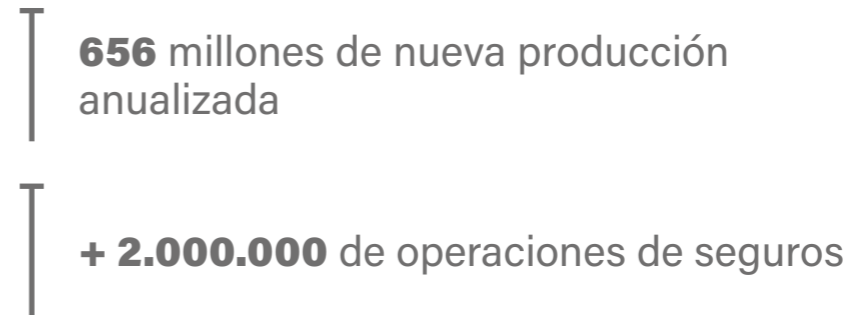 656 millones de nueva producción
anualizada
+ 2.000.000 de operaciones de seguros